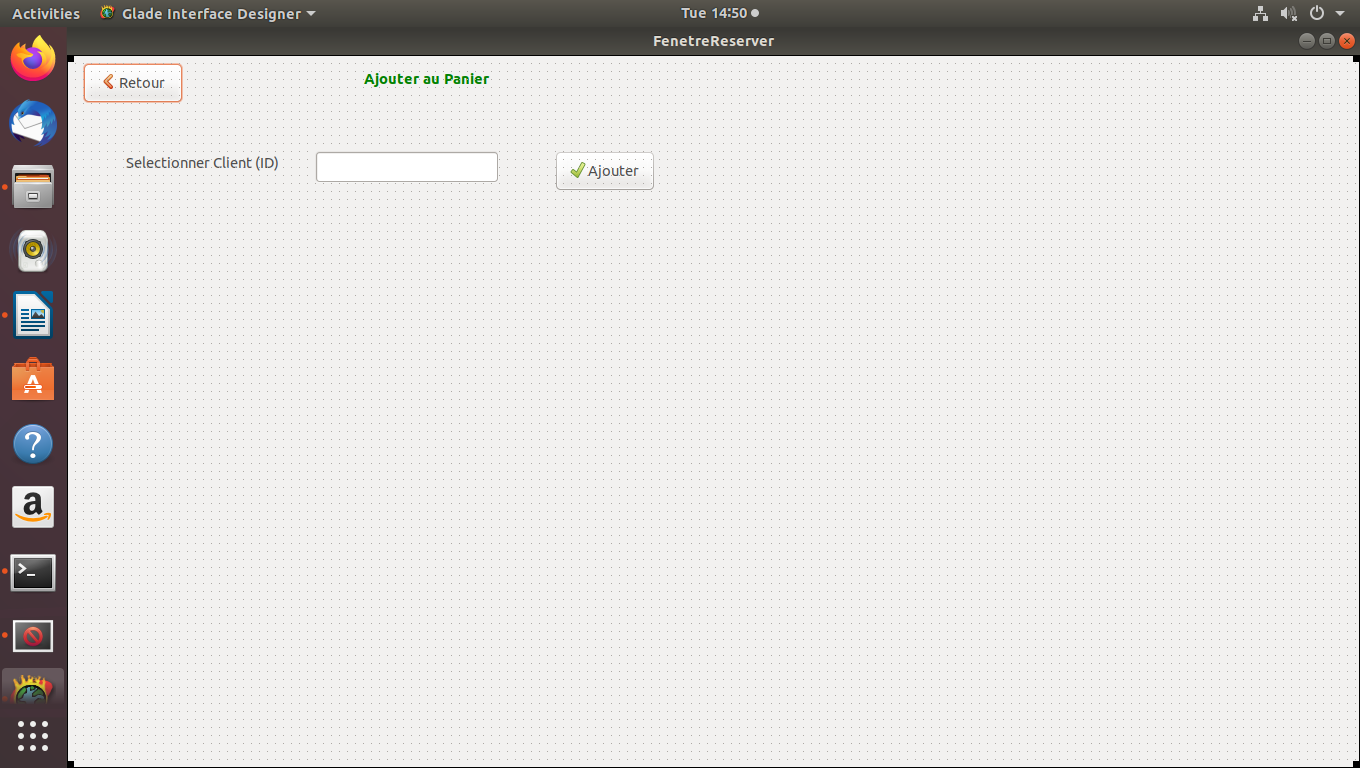 Activities Glade Interface Designer Tue 14:50
FenetreReserver
Retour
Ajouter au Panier
Selectionner Client (ID) Ajouter